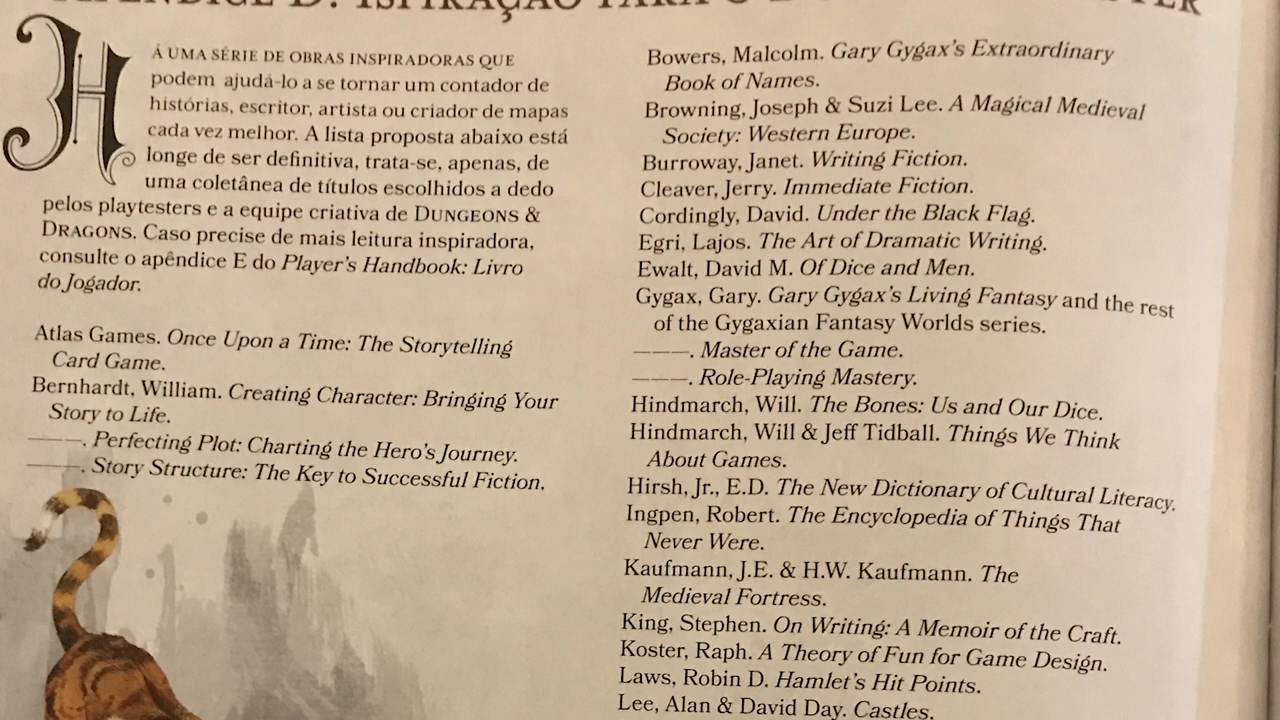 HÁ UMA SÉRIE DE OBRAS INSPIRADORAS QUE
podem ajudá-lo a se tornar um contador de
histórias, escritor, artista ou criador de mapas
cada vez melhor. A lista proposta abaixo está
longe de ser definitiva, trata-se, apenas, de
uma coletânea de títulos escolhidos a dedo
pelos playtesters e a equipe criativa de DUNGEONS &
DRAGONS. Caso precise de mais leitura inspiradora,
consulte o apêndice E do Player's Handbook: Livro
do Jogador.
Atlas Games. Once Upon a Time: The Storytelling
Card Game.
Bernhardt, William. Creating Character: Bringing Your
Story to Life.
———. Perfecting Plot: Charting the Hero's Journey.
———. Story Structure: The Key to Successful Fiction.
Bowers, Malcolm. Gary Gygax's Extraordinary
Book of Names.
Browning, Joseph & Suzi Lee. A Magical Medieval
Society: Western Europe.
Burroway, Janet. Writing Fiction.
Cleaver, Jerry. Immediate Fiction.
Cordingly, David. Under the Black Flag.
Egri, Lajos. The Art of Dramatic Writing.
Ewalt, David M. Of Dice and Men.
Gygax, Gary. Gary Gygax's Living Fantasy and the rest
of the Gygaxian Fantasy Worlds series.
———. Master of the Game.
———. Role-Playing Mastery.
Hindmarch, Will. The Bones: Us and Our Dice.
Hindmarch, Will & Jeff Tidball. Things We Think
About Games.
Hirsh, Jr., E.D. The New Dictionary of Cultural Literacy.
Ingpen, Robert. The Encyclopedia of Things That
Never Were.
Kaufmann, J.E. & H.W. Kaufmann. The
Medieval Fortress.
King, Stephen. On Writing: A Memoir of the Craft.
Koster, Raph. A Theory of Fun for Game Design.
Laws, Robin D. Hamlet's Hit Points.
Lee, Alan & David Day. Castles.